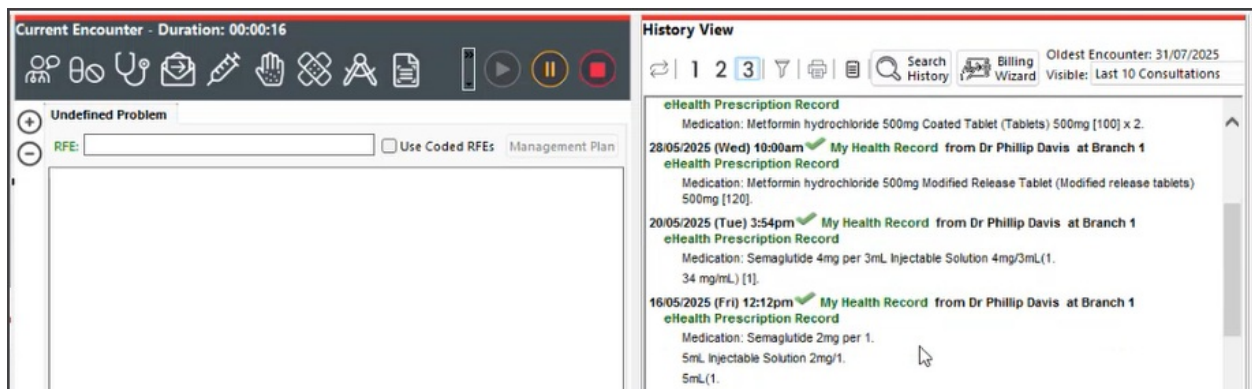 Current Encounter - Duration: 00:00:16
Undefined Problem
RFE:
Use Coded RFEs
Management Plan
History View
1 2 3
Search History
Billing Wizard
Oldest Encounter: 31/07/2025
Visible: Last 10 Consultations
eHealth Prescription Record
Medication: Metformin hydrochloride 500mg Coated Tablet (Tablets) 500mg [100] x 2.
28/05/2025 (Wed) 10:00am My Health Record from Dr Phillip Davis at Branch 1
Medication: Metformin hydrochloride 500mg Modified Release Tablet (Modified release tablets)
500mg [120].
20/05/2025 (Tue) 3:54pm My Health Record from Dr Phillip Davis at Branch 1
eHealth Prescription Record
Medication: Semaglutide 4mg per 3mL Injectable Solution 4mg/3mL(1.
34 mg/mL) [1].
16/05/2025 (Fri) 12:12pm My Health Record from Dr Phillip Davis at Branch 1
eHealth Prescription Record
Medication: Semaglutide 2mg per 1.
5mL Injectable Solution 2mg/1.
5mL(1.